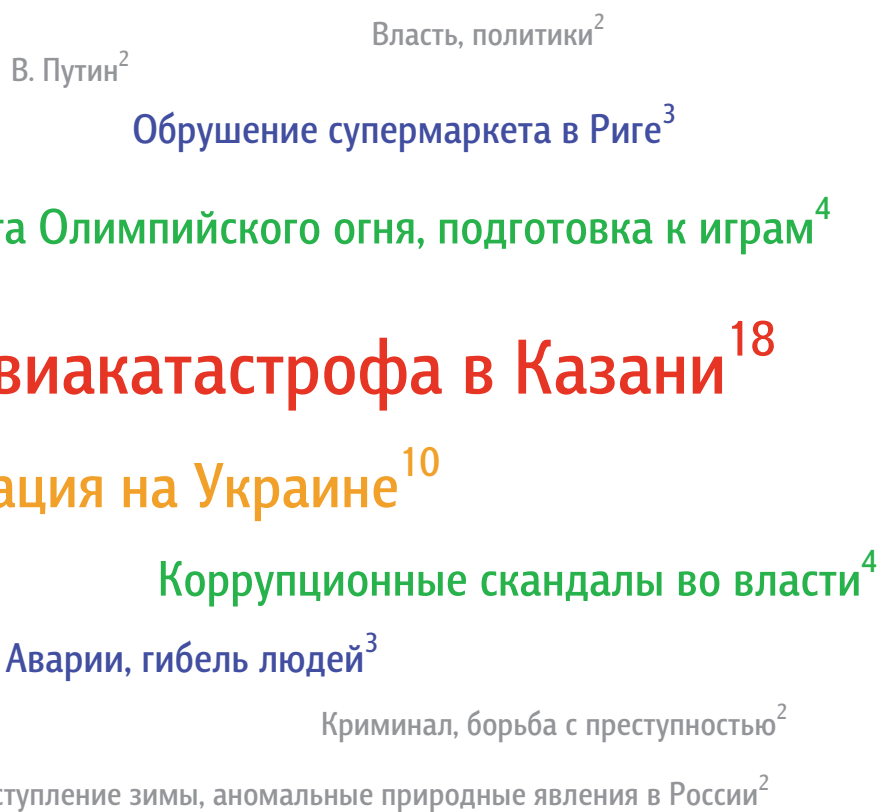 Власть, политики2
В. Путин2
Обрушение супермаркета в Риге3
Олимпийского огня, подготовка к играм4
виакатастрофа в Казани18
ация на Украине10
Коррупционные скандалы во власти4
Аварии, гибель людей3
Криминал, борьба с преступностью2
ступление зимы, аномальные природные явления в России2